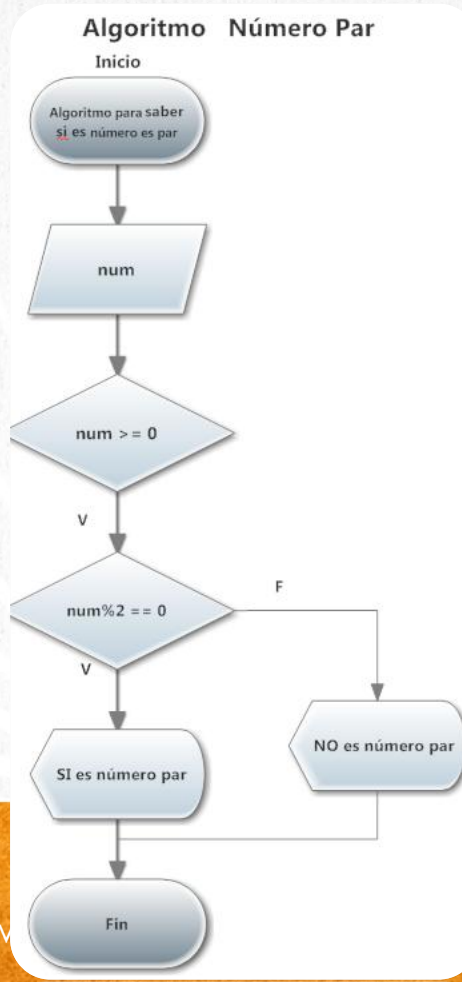 Algoritmo Número Par
Inicio
Algoritmo para saber
si es número es par
num
num >= 0
V
num%2 == 0
F
V
SI es número par
NO es número par
Fin